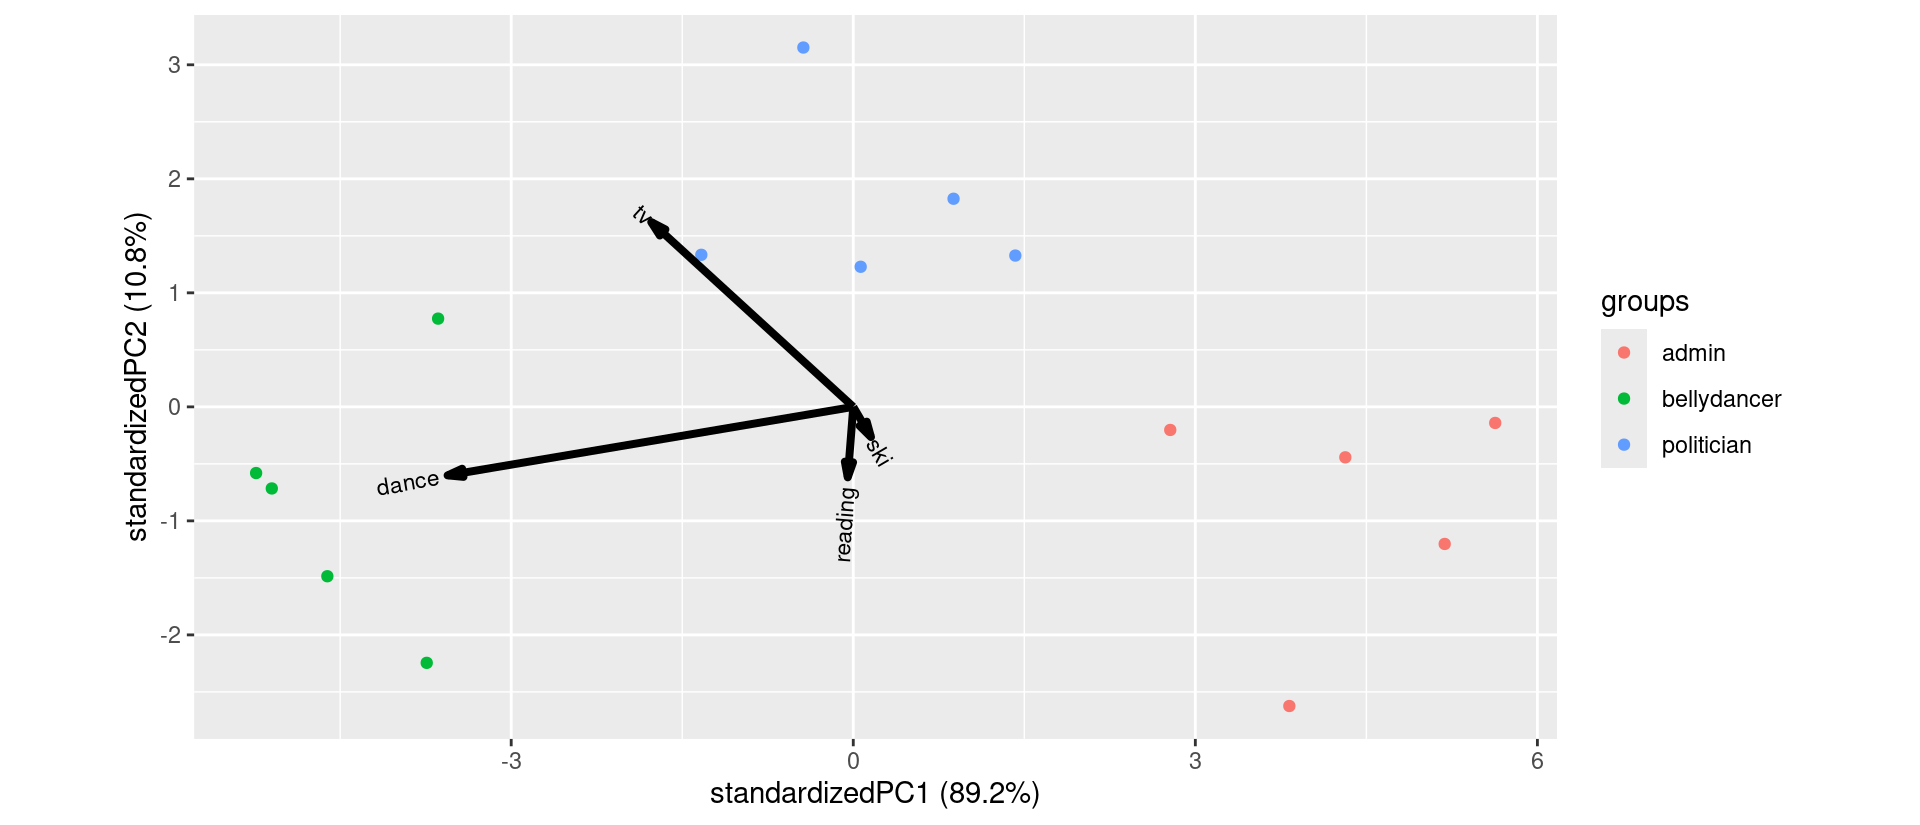 standardizedPC2 (10.8%)
3
2
1
0
-1
-2
tv
dance
ski
reading
-3
0
3
6
standardizedPC1 (89.2%)
groups
admin
bellydancer
politician